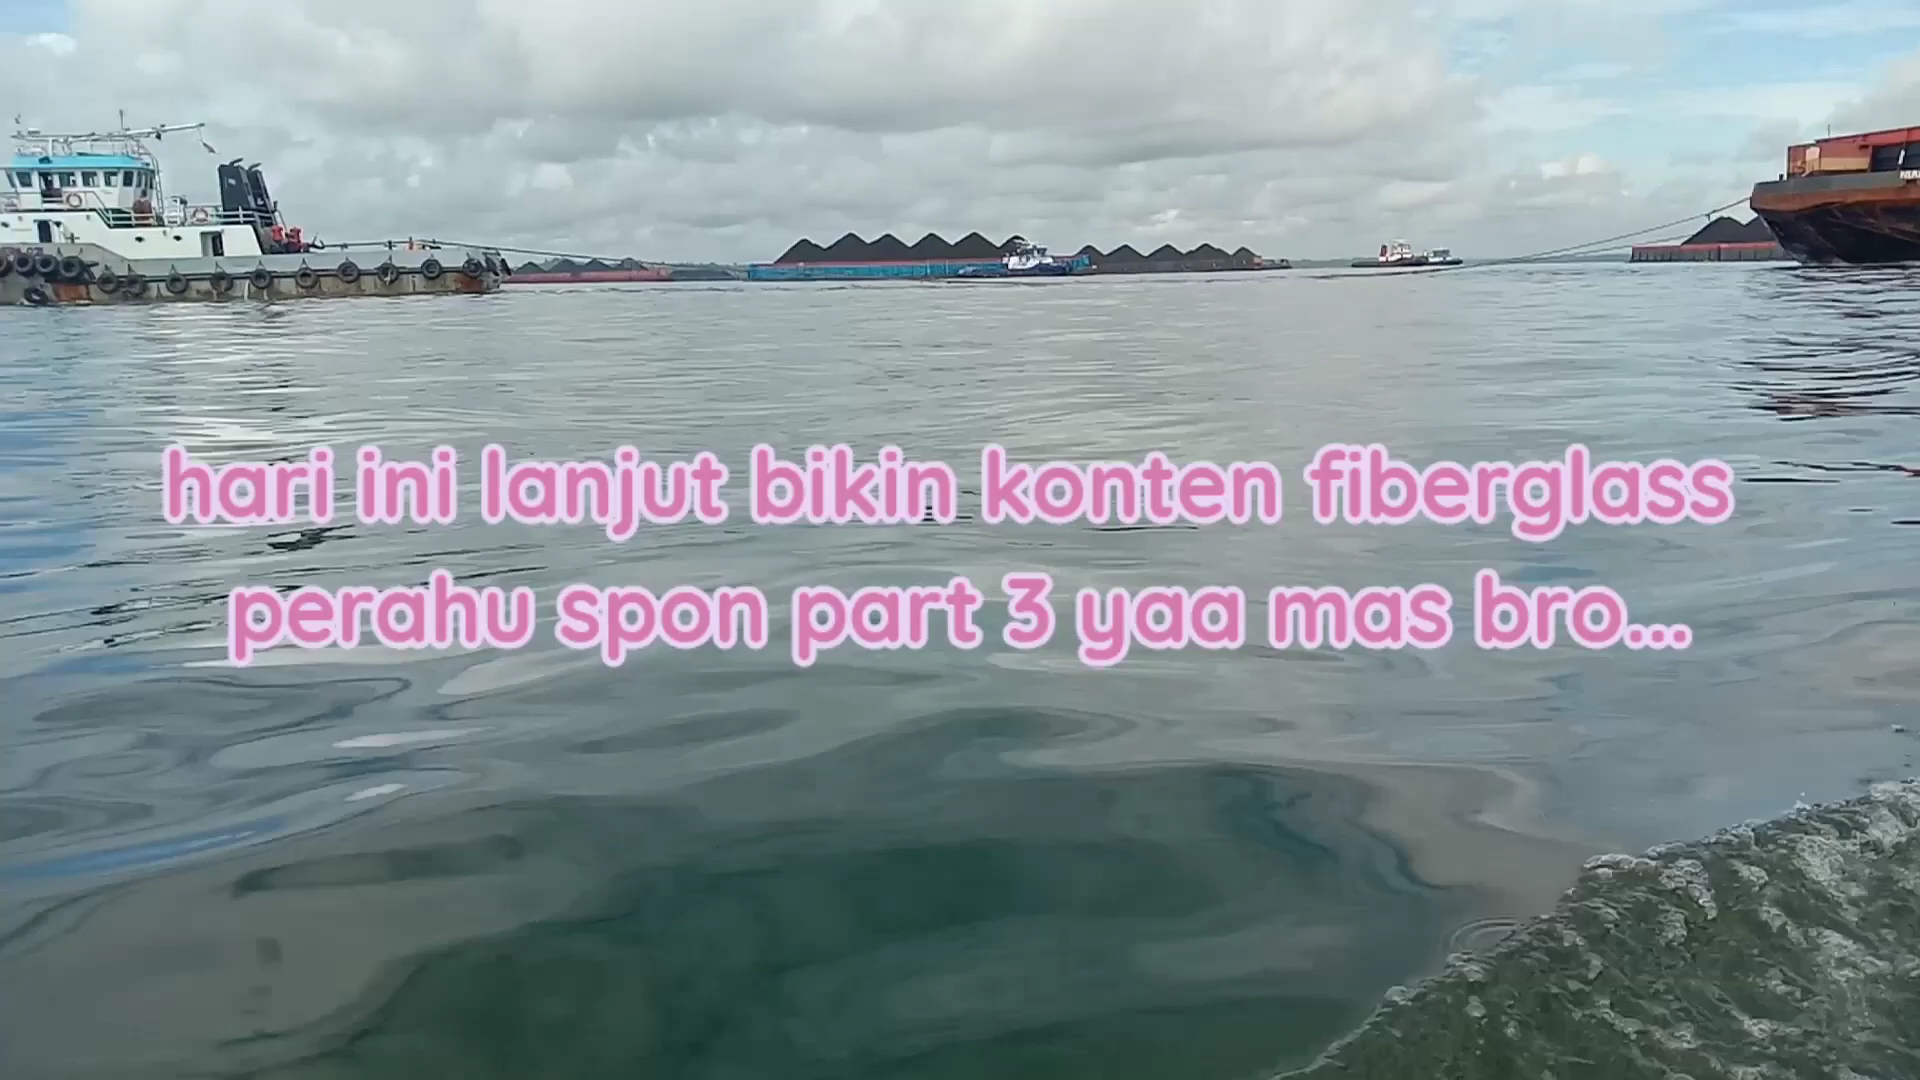 hari ini lanjut bikin konten fiberglass
perahu spon part 3 yaa mas bro...